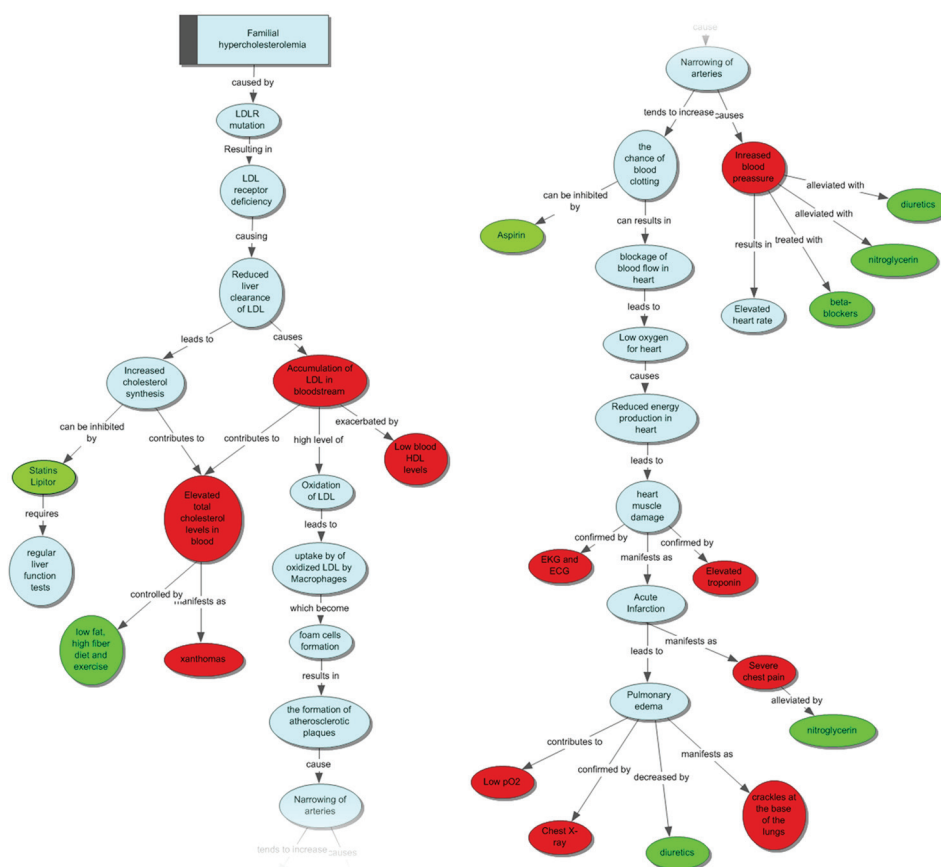 Familial
hypercholesterolemia
caused by
LDLR
mutation
Resulting in
LDL
receptor
deficiency
causing
Reduced
liver
clearance
of LDL
leads to
causes
Increased
cholesterol
synthesis
Accumulation of
LDL in
bloodstream
can be inhibited
by
contributes to
contributes to
high level of
exacerbated by
Statins
Lipitor
Low blood
HDL
levels
Elevated
total
cholesterol
levels in
blood
Oxidation
of LDL
requires
leads to
regular
liver
function
tests
uptake by of
oxidized LDL by
Macrophages
controlled by
manifests as
which become
low fat,
high fiber
diet and
exercise
xanthomas
foam cells
formation
results in
the formation of
atherosclerotic
plaques
cause
Narrowing of
arteries
tends to increase
causes
cause
Narrowing of
arteries
tends to increase
causes
the
chance of
blood
clotting
Inreased
blood
preassure
can be inhibited
by
alleviated with
diuretics
Aspirin
can results in
alleviated with
results in
treated with
blockage of
blood flow in
heart
nitroglycerin
leads to
Elevated
heart rate
beta-
blockers
Low oxygen
for heart
causes
Reduced energy
production in
heart
leads to
heart
muscle
damage
confirmed by
manifests as
confirmed by
EKG and
ECG
Elevated
troponin
Acute
Infarction
manifests as
leads to
Severe
chest pain
Pulmonary
edema
alleviated by
nitroglycerin
contributes to
confirmed by
decreased
by
manifests as
Low pO2
crackles at
the base
of the
lungs
Chest X-
ray
diuretics